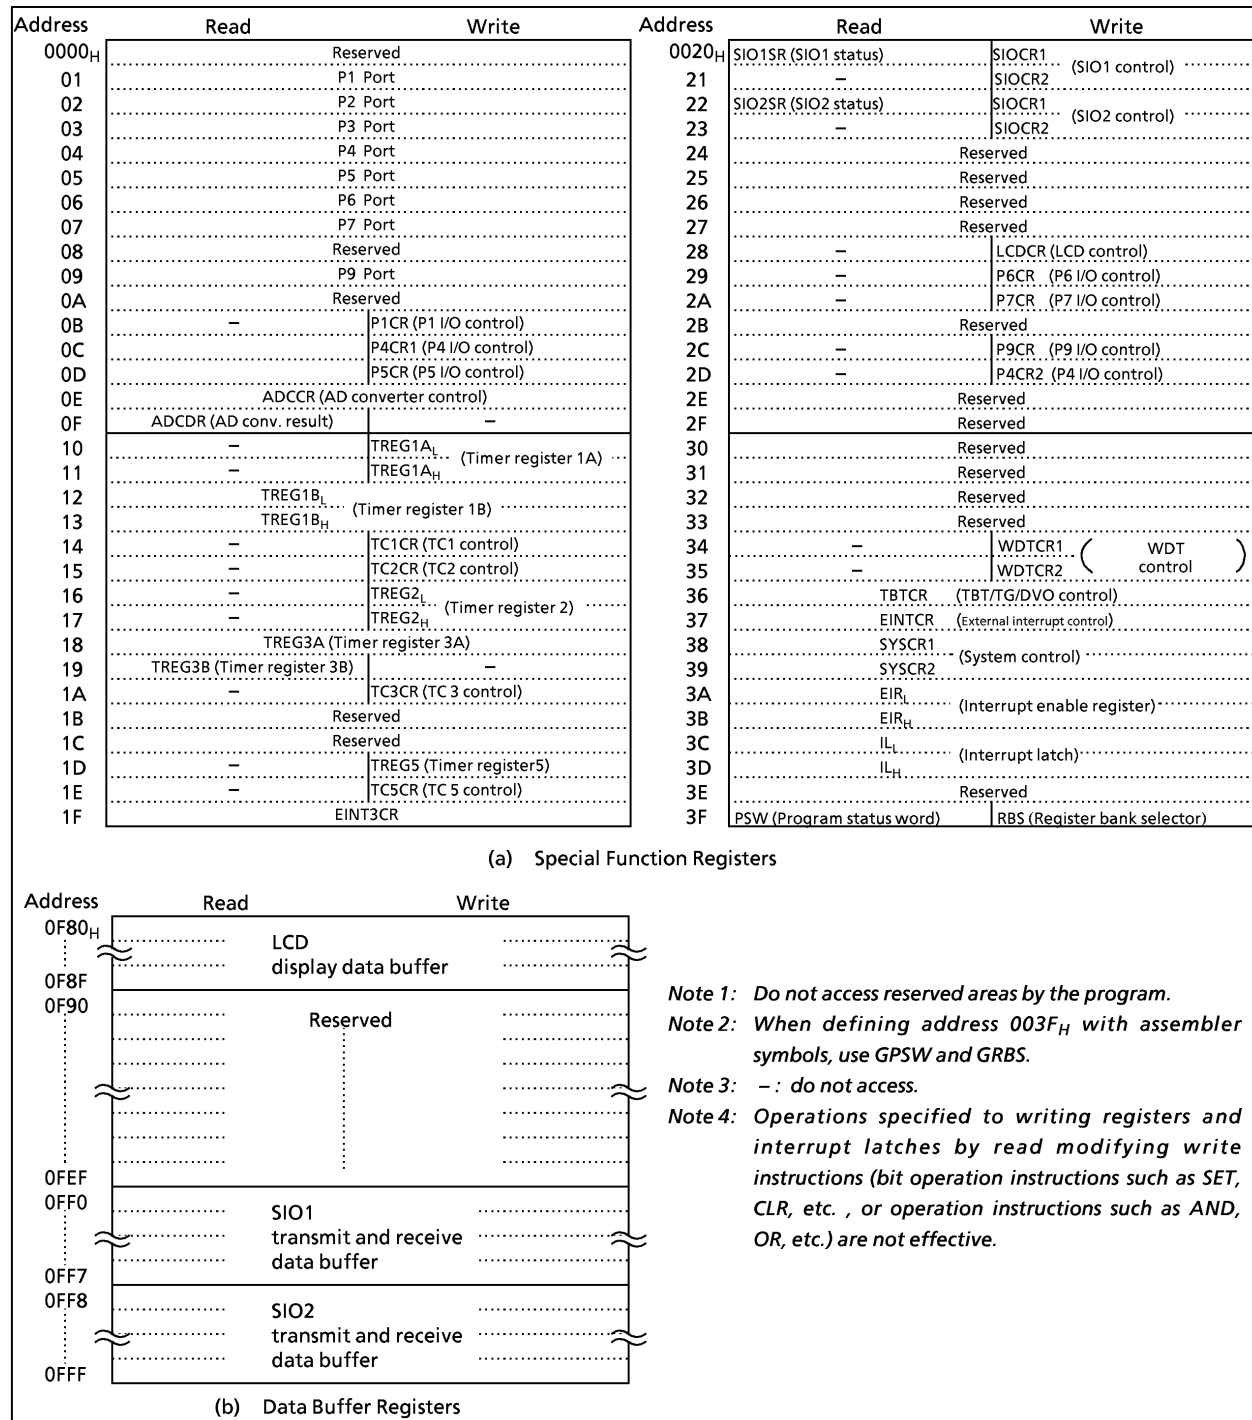 Address Read Write
0000H Reserved
01 P1 Port
02 P2 Port
03 P3 Port
04 P4 Port
05 P5 Port
06 P6 Port
07 P7 Port
08 Reserved
09 P9 Port
0A Reserved
0B – P1CR (P1 I/O control)
0C P4CR1 (P4 I/O control)
0D P5CR (P5 I/O control)
0E ADCCR (AD converter control)
0F ADCDR (AD conv. result) –
10 – TREG1AL
(Timer register 1A)
11 – TREG1AH
12 TREG1BL
(Timer register 1B)
13 TREG1BH
14 – TC1CR (TC1 control)
15 – TC2CR (TC2 control)
16 – TREG2L
(Timer register 2)
17 – TREG2H
18 TREG3A (Timer register 3A)
19 TREG3B (Timer register 3B) –
1A – TC3CR (TC 3 control)
1B Reserved
1C Reserved
1D – TREG5 (Timer register5)
1E – TC5CR (TC 5 control)
1F EINT3CR
Address Read Write
0020H SIO1SR (SIO1 status) SIOCR1
(SIO1 control)
21 – SIOCR2
22 SIO2SR (SIO2 status) SIOCR1
(SIO2 control)
23 – SIOCR2
24 Reserved
25 Reserved
26 Reserved
27 Reserved
28 – LCDCR (LCD control)
29 – P6CR (P6 I/O control)
2A – P7CR (P7 I/O control)
2B Reserved
2C – P9CR (P9 I/O control)
2D – P4CR2 (P4 I/O control)
2E Reserved
2F Reserved
30 Reserved
31 Reserved
32 Reserved
33 Reserved
34 – WDTCR1
( WDT control )
35 – WDTCR2
36 TBTCR (TBT/TG/DVO control)
37 EINTCR (External interrupt control)
38 SYSCR1
(System control)
39 SYSCR2
3A EIRL
(Interrupt enable register)
3B EIRH
3C ILL
(Interrupt latch)
3D ILH
3E Reserved
3F PSW (Program status word) RBS (Register bank selector)
(a) Special Function Registers
Address Read Write
0F80H
LCD
display data buffer
0F8F
0F90
Reserved
0FEF
0FF0
SIO1
transmit and receive
data buffer
0FF7
0FF8
SIO2
transmit and receive
data buffer
0FFF
(b) Data Buffer Registers
Note 1: Do not access reserved areas by the program.
Note 2: When defining address 003FH with assembler
symbols, use GPSW and GRBS.
Note 3: – : do not access.
Note 4: Operations specified to writing registers and
interrupt latches by read modifying write
instructions (bit operation instructions such as SET,
CLR, etc. , or operation instructions such as AND,
OR, etc.) are not effective.